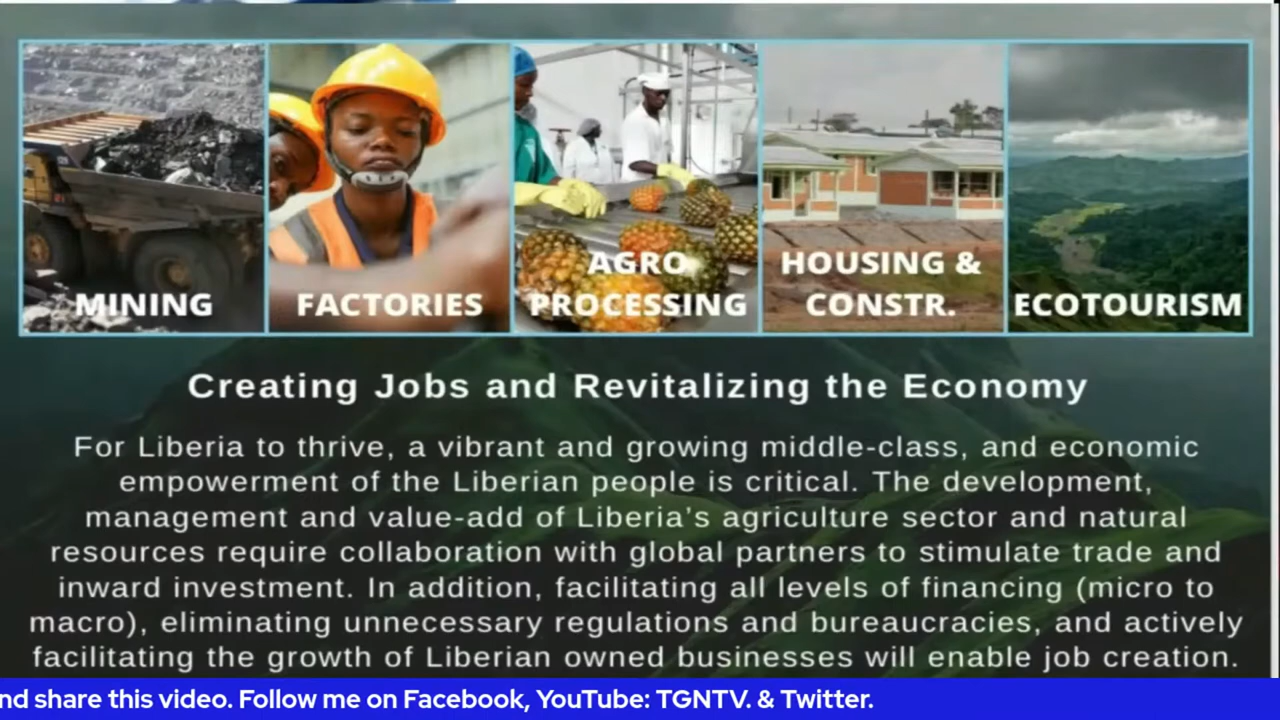 MINING
FACTORIES
AGRO
PROCESSING
HOUSING &
CONSTR.
ECOTOURISM
Creating Jobs and Revitalizing the Economy
For Liberia to thrive, a vibrant and growing middle-class, and economic
empowerment of the Liberian people is critical. The development,
management and value-add of Liberia's agriculture sector and natural
resources require collaboration with global partners to stimulate trade and
inward investment. In addition, facilitating all levels of financing (micro to
macro), eliminating unnecessary regulations and bureaucracies, and actively
facilitating the growth of Liberian owned businesses will enable job creation.
nd share this video. Follow me on Facebook, YouTube: TGNTV. & Twitter.